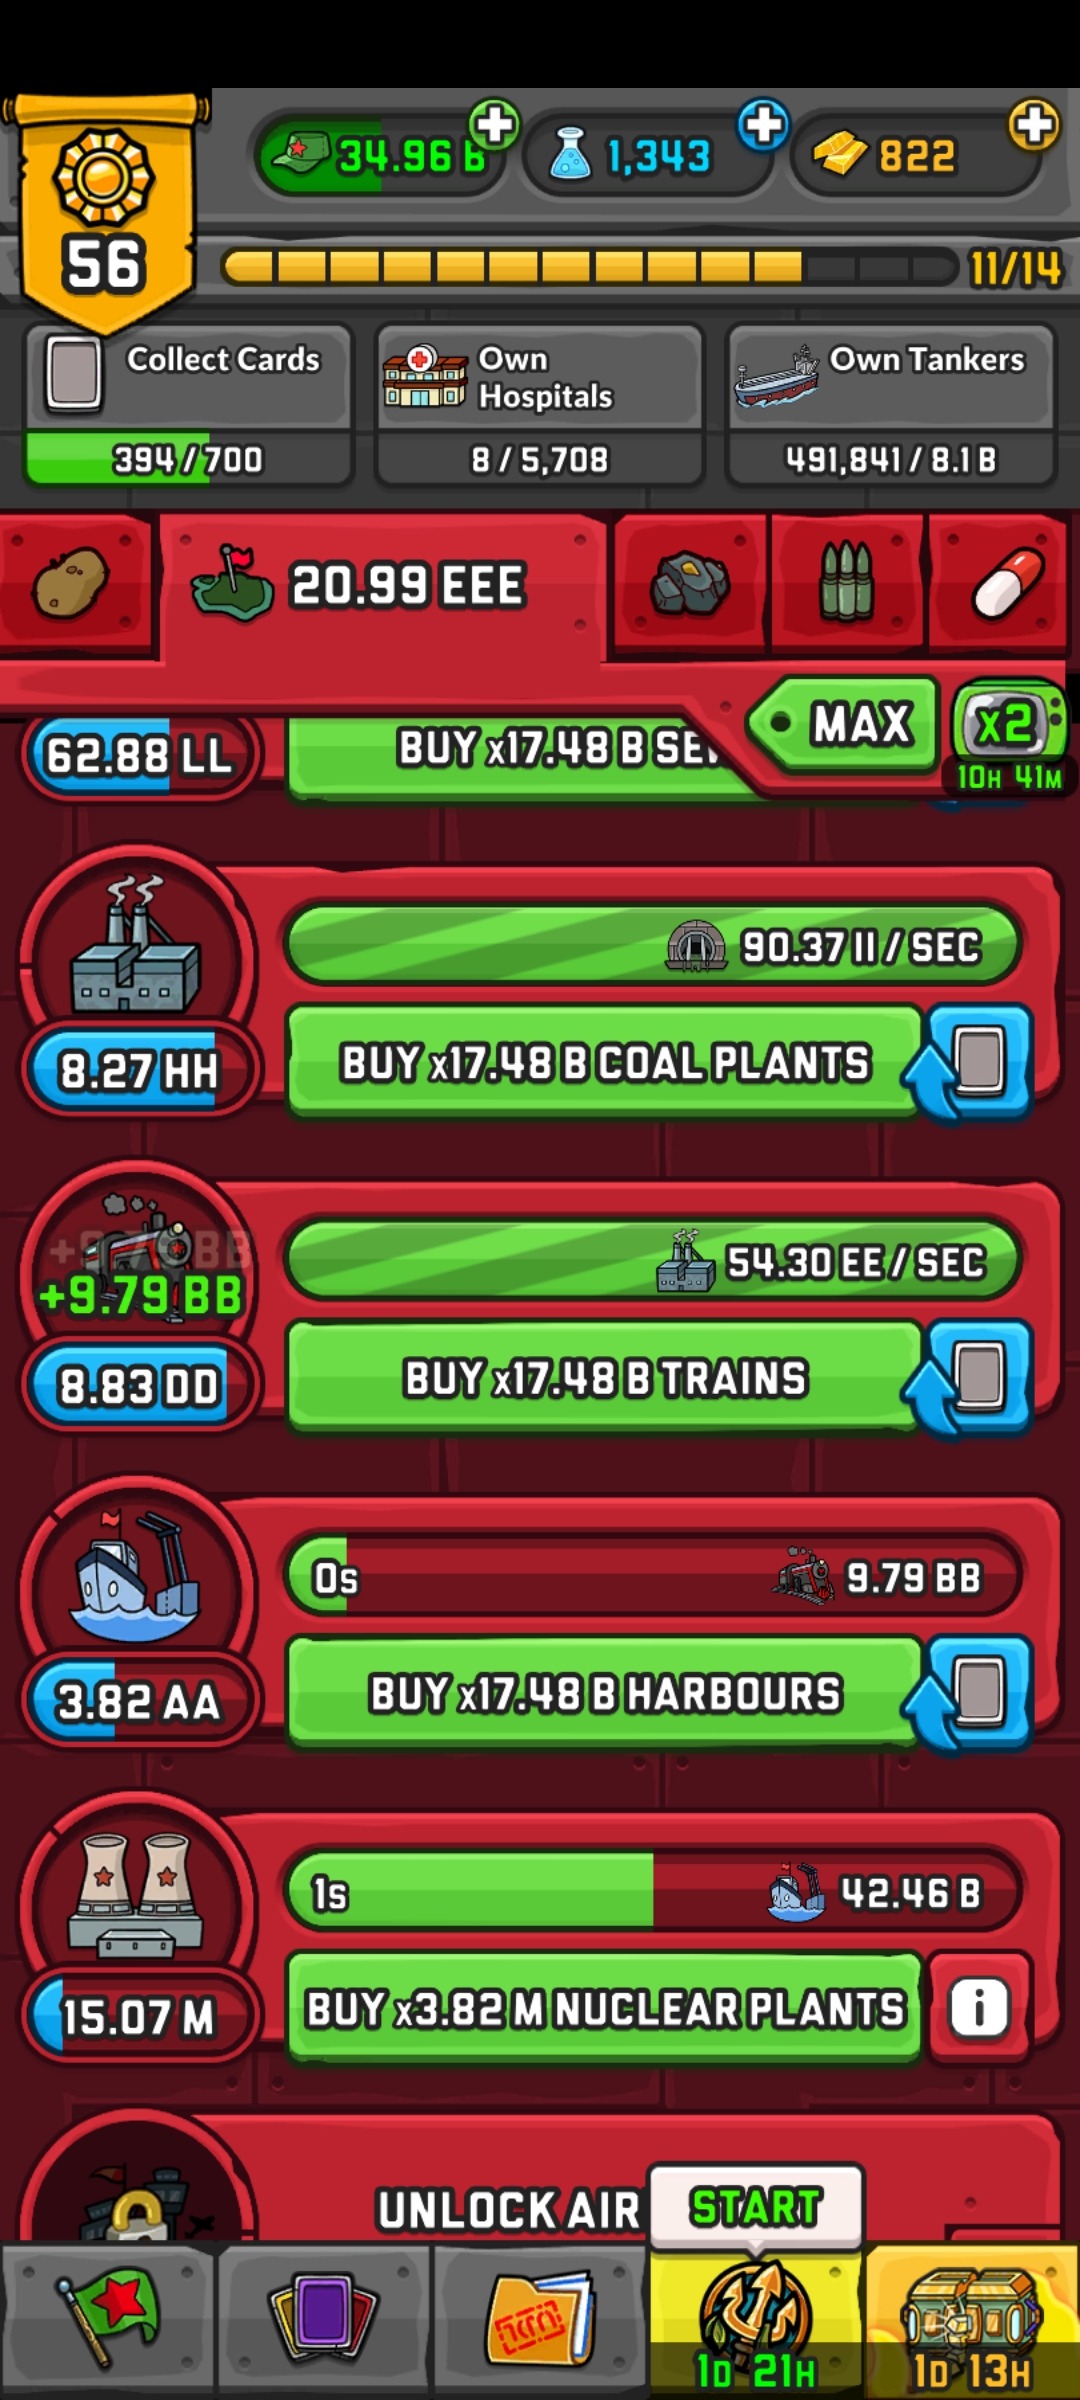 34.96 B
1,343
822
56
11/14
Collect Cards
394/700
Own
Hospitals
8/5,708
Own Tankers
491,841/8.1 B
20.99 EEE
MAX
x2
10H 41M
62.88 LL
BUY x17.48 B
90.37 II / SEC
8.27 HH
BUY x17.48 B COAL PLANTS
54.30 EE / SEC
+9.79 BB
+9.79 BB
8.83 DD
BUY x17.48 B TRAINS
0s
9.79 BB
3.82 AA
BUY x17.48 B HARBOURS
1s
42.46 B
15.07 M
BUY x3.82 M NUCLEAR PLANTS
i
UNLOCK AIR
START
1D 21H
1D 13H